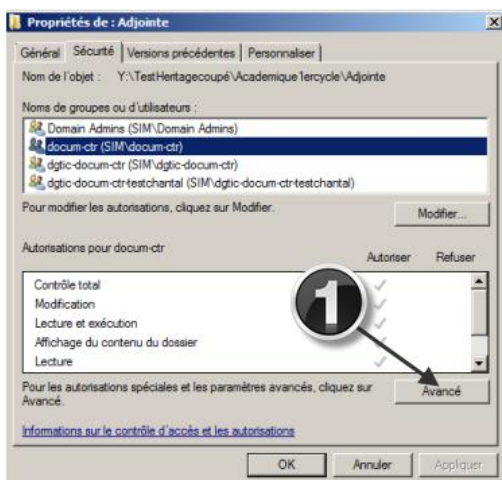 Propriétés de : Adjointe
Général Sécurité Versions précédentes Personnaliser
Nom de l'objet : Y:\TestHeritagecoupé\Academique1ercycle\Adjointe
Noms de groupes ou d'utilisateurs :
Domain Admins (SIM\Domain Admins)
docum-ctr (SIM\docum-ctr)
dgtic-docum-ctr (SIM\dgtic-docum-ctr)
dgtic-docum-ctr-testchantal (SIM\dgtic-docum-ctr-testchantal)
Pour modifier les autorisations, cliquez sur Modifier.
Modifier...
Autorisations pour docum-ctr
Autoriser Refuser
Contrôle total
Modification
Lecture et exécution
Affichage du contenu du dossier
Lecture
1
Pour les autorisations spéciales et les paramètres avancés, cliquez sur
Avancé.
Avancé
Informations sur le contrôle d'accès et les autorisations
OK Annuler Appliquer